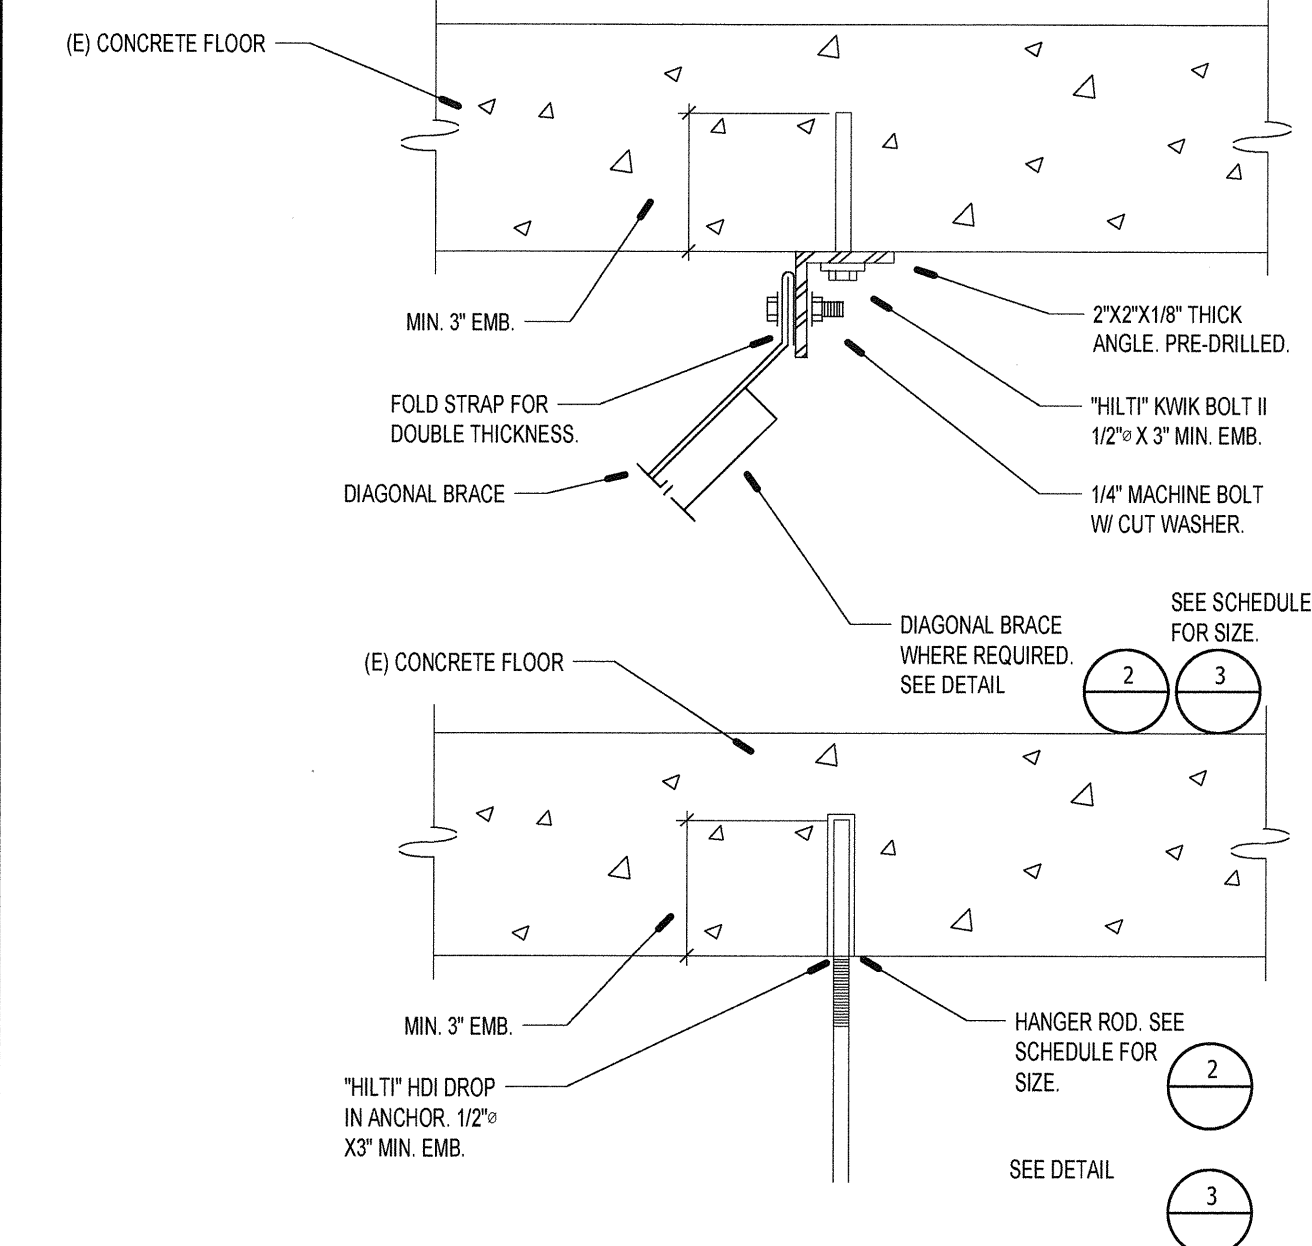 (E) CONCRETE FLOOR
MIN. 3" EMB.
2"X2"X1/8" THICK
ANGLE. PRE-DRILLED.
FOLD STRAP FOR
DOUBLE THICKNESS.
"HILTI" KWIK BOLT II
1/2"⌀ X 3" MIN. EMB.
DIAGONAL BRACE
1/4" MACHINE BOLT
W/ CUT WASHER.
DIAGONAL BRACE
WHERE REQUIRED.
SEE DETAIL
SEE SCHEDULE
FOR SIZE.
2
3
(E) CONCRETE FLOOR
MIN. 3" EMB.
"HILTI" HDI DROP
IN ANCHOR. 1/2"⌀
X3" MIN. EMB.
HANGER ROD. SEE
SCHEDULE FOR
SIZE.
2
SEE DETAIL
3